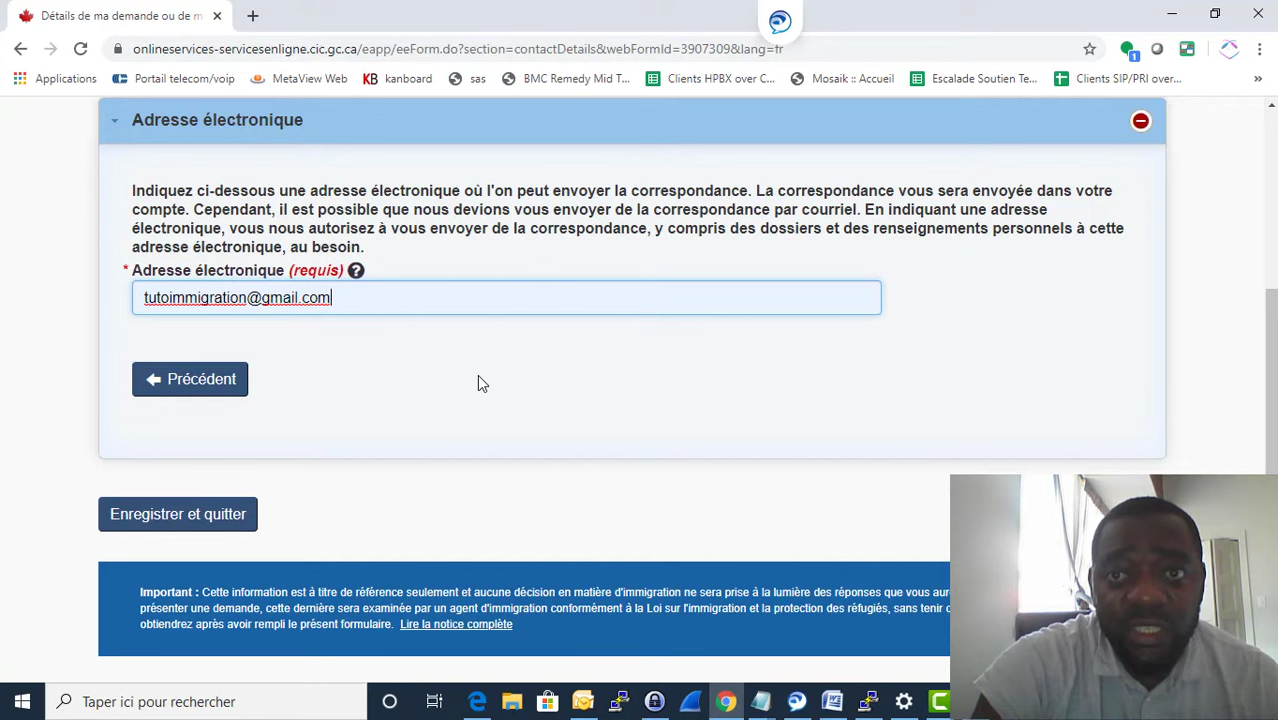 Détails de ma demande ou de m
onlineservices-servicesenligne.cic.gc.ca/eapp/eeForm.do?section=contactDetails&webFormId=3907309&lang=fr
1
Applications Portail telecom/voip MetaView Web KB kanboard sas BMC Remedy Mid T... Clients HPBX over C... Mosaik :: Accueil Escalade Soutien Te... Clients SIP/PRI over... »
Adresse électronique
Indiquez ci-dessous une adresse électronique où l'on peut envoyer la correspondance. La correspondance vous sera envoyée dans votre
compte. Cependant, il est possible que nous devions vous envoyer de la correspondance par courriel. En indiquant une adresse
électronique, vous nous autorisez à vous envoyer de la correspondance, y compris des dossiers et des renseignements personnels à cette
adresse électronique, au besoin.
* Adresse électronique (requis) ?
tutoimmigration@gmail.com
Précédent
Enregistrer et quitter
Important : Cette information est à titre de référence seulement et aucune décision en matière d'immigration ne sera prise à la lumière des réponses que vous
présenter une demande, cette dernière sera examinée par un agent d'immigration conformément à la Loi sur l'immigration et la protection des réfugiés, sans tenir
obtiendrez après avoir rempli le présent formulaire. Lire la notice complète
Taper ici pour rechercher